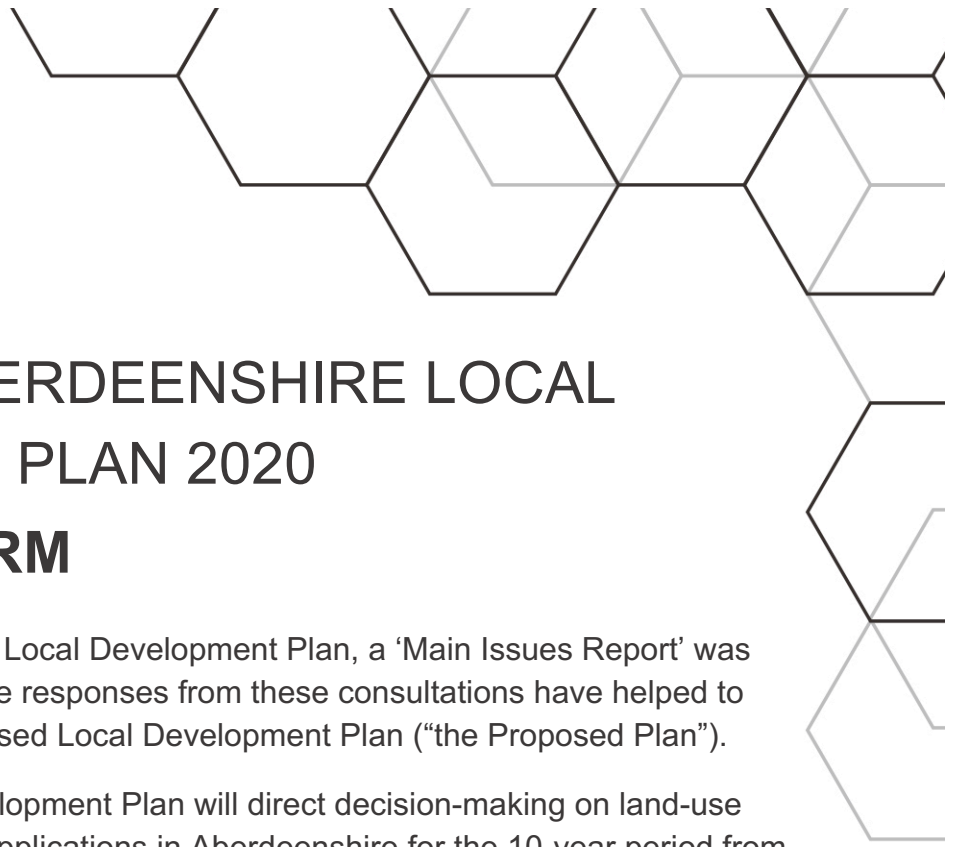 ERDEENSHIRE LOCAL
PLAN 2020
RM
Local Development Plan, a ‘Main Issues Report’ was
e responses from these consultations have helped to
sed Local Development Plan (“the Proposed Plan”).
lopment Plan will direct decision-making on land-use
pplications in Aberdeenshire for the 10-year period from